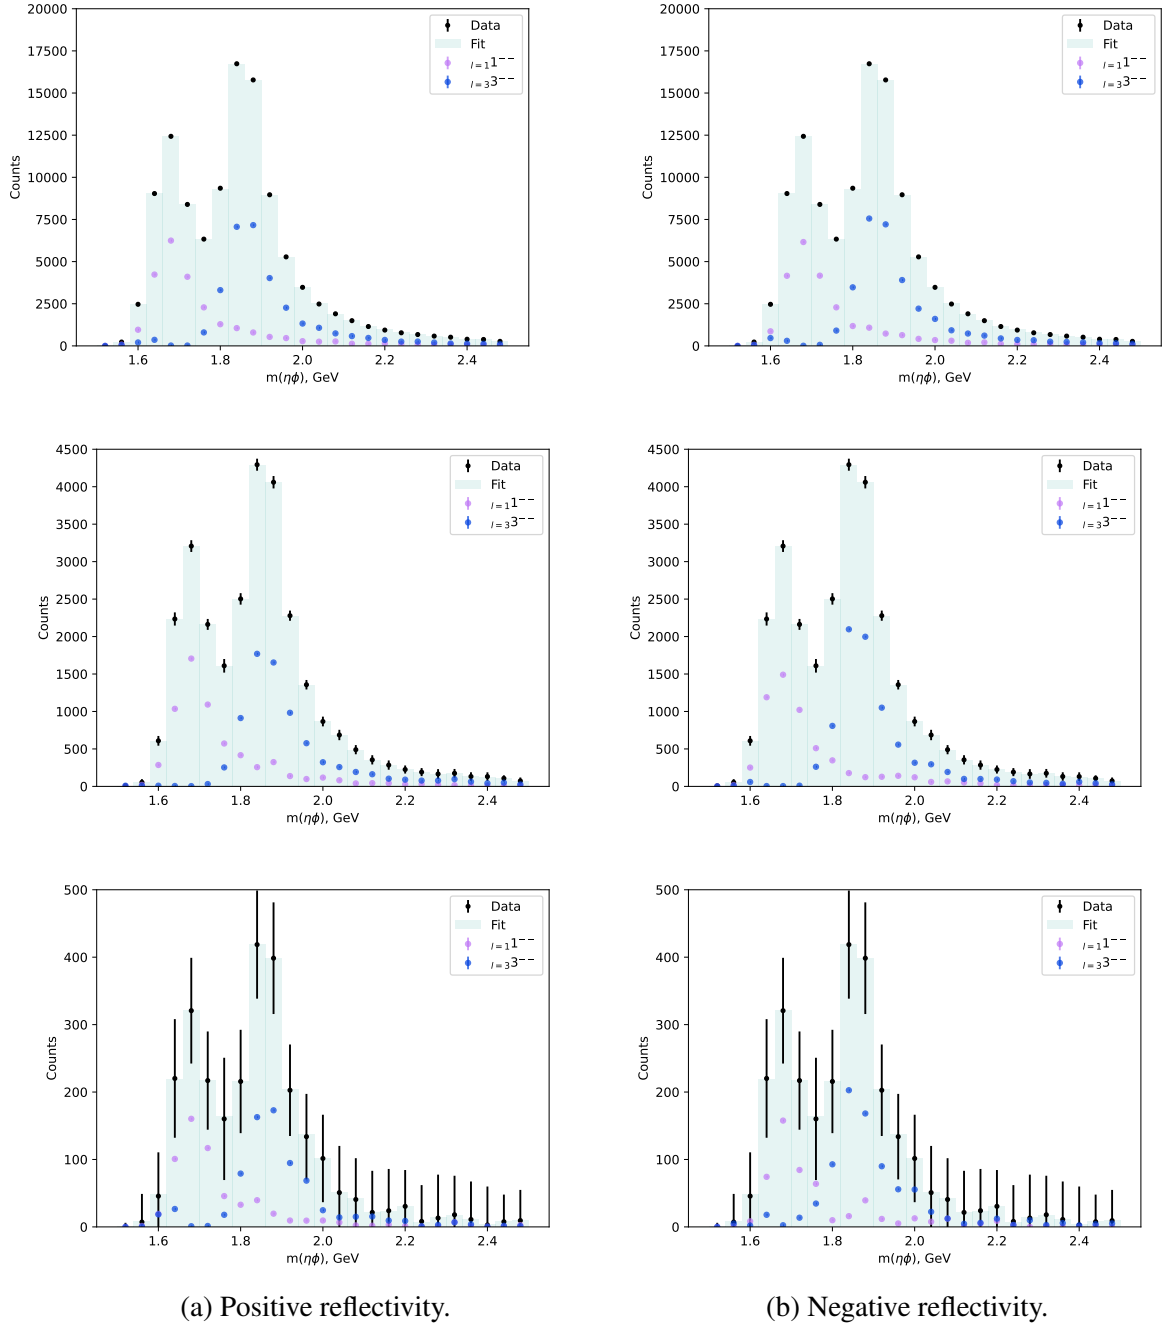 20000
17500
15000
12500
10000
7500
5000
2500
0
Counts
1.6 1.8 2.0 2.2 2.4
m(ηϕ), GeV
Data
Fit
l=1 1−−
l=3 3−−
20000
17500
15000
12500
10000
7500
5000
2500
0
Counts
1.6 1.8 2.0 2.2 2.4
m(ηϕ), GeV
Data
Fit
l=1 1−−
l=3 3−−
4500
4000
3500
3000
2500
2000
1500
1000
500
0
Counts
1.6 1.8 2.0 2.2 2.4
m(ηϕ), GeV
Data
Fit
l=1 1−−
l=3 3−−
4500
4000
3500
3000
2500
2000
1500
1000
500
0
Counts
1.6 1.8 2.0 2.2 2.4
m(ηϕ), GeV
Data
Fit
l=1 1−−
l=3 3−−
500
400
300
200
100
0
Counts
1.6 1.8 2.0 2.2 2.4
m(ηϕ), GeV
Data
Fit
l=1 1−−
l=3 3−−
500
400
300
200
100
0
Counts
1.6 1.8 2.0 2.2 2.4
m(ηϕ), GeV
Data
Fit
l=1 1−−
l=3 3−−
(a) Positive reflectivity.
(b) Negative reflectivity.